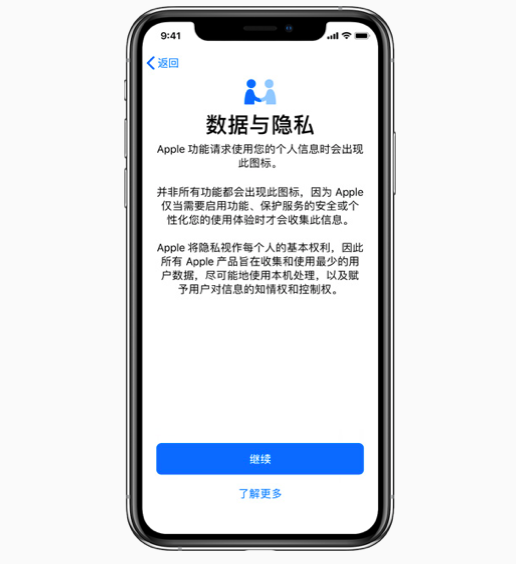 9:41
返回
数据与隐私
Apple 功能请求使用您的个人信息时会出现
此图标。
并非所有功能都会出现此图标，因为 Apple
仅当需要启用功能、保护服务的安全或个
性化您的使用体验时才会收集此信息。
Apple 将隐私视作每个人的基本权利，因此
所有 Apple 产品旨在收集和使用最少的用
户数据，尽可能地使用本机处理，以及赋
予用户对信息的知情权和控制权。
继续
了解更多